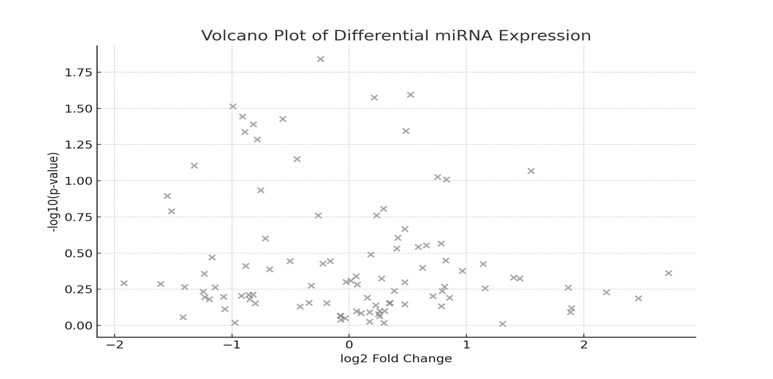 Volcano Plot of Differential miRNA Expression
-log10(p-value)
1.75
1.50
1.25
1.00
0.75
0.50
0.25
0.00
−2 −1 0 1 2
log2 Fold Change